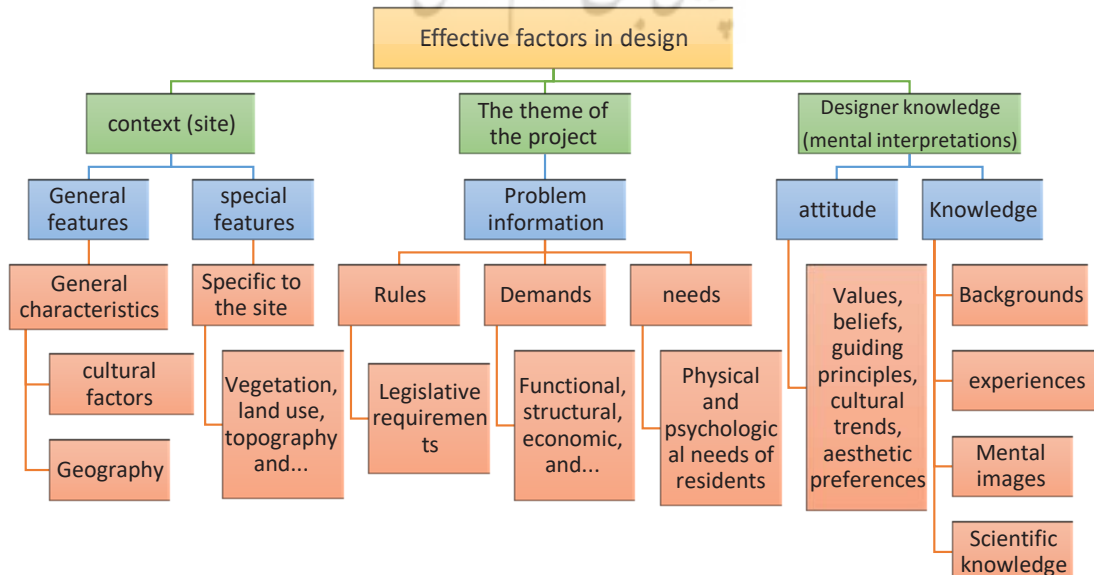 Effective factors in design
context (site)
The theme of
the project
Designer knowledge
(mental interpretations)
General
features
special
features
Problem
information
attitude
Knowledge
General
characteristics
Specific to
the site
Rules
Demands
needs
Values,
beliefs,
guiding
principles,
cultural
trends,
aesthetic
preferences
Backgrounds
cultural
factors
Vegetation,
land use,
topography
and...
Legislative
requiremen
ts
Functional,
structural,
economic,
and...
Physical
and
psychologic
al needs of
residents
experiences
Geography
Mental
images
Scientific
knowledge